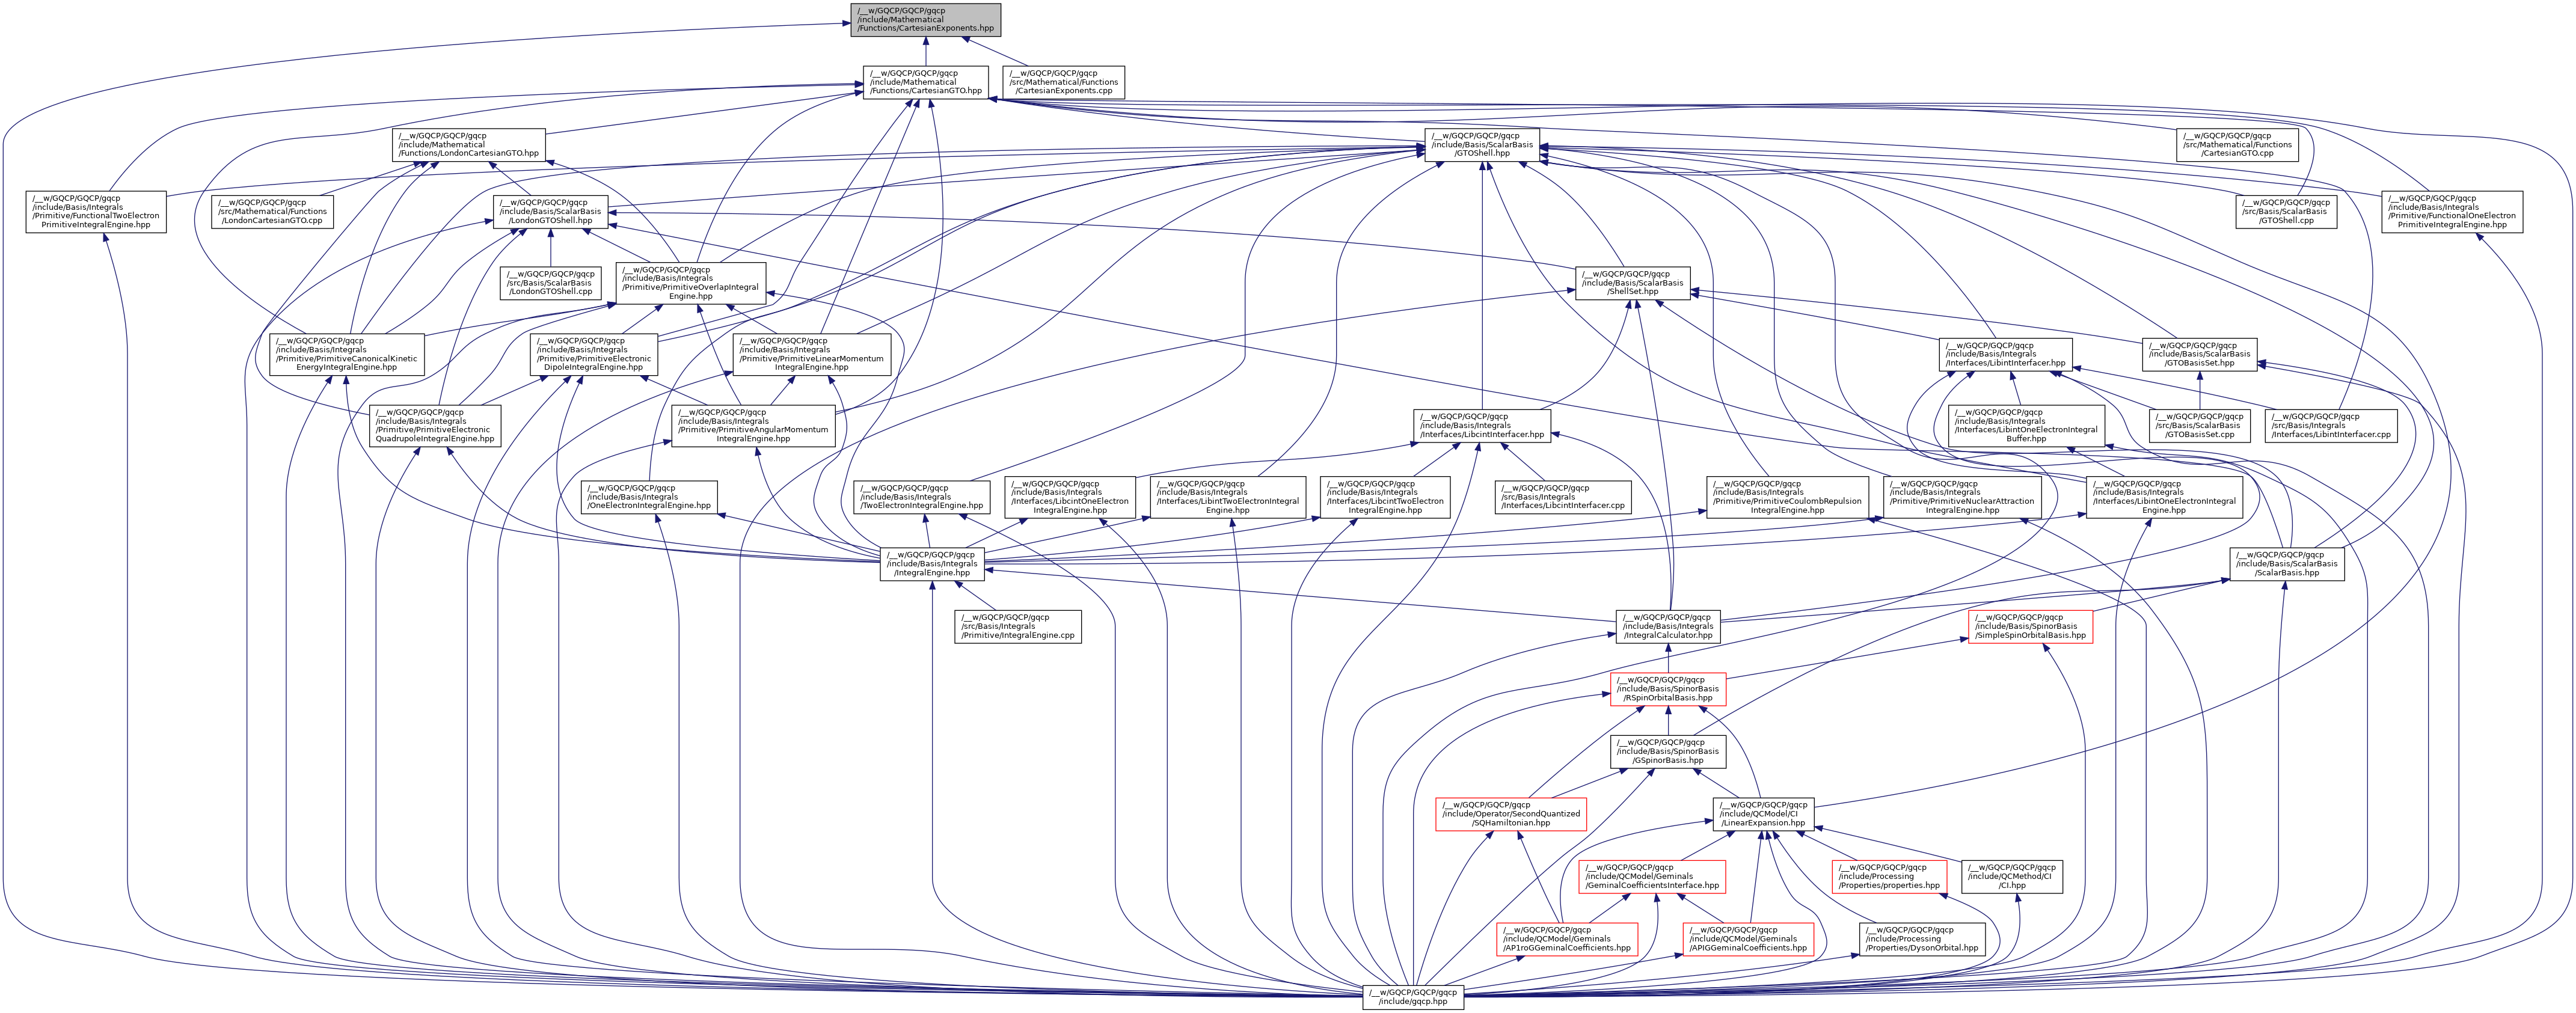 /__w/GQCP/GQCP/gqcp
/include/Mathematical
/Functions/CartesianExponents.hpp
/__w/GQCP/GQCP/gqcp
/include/Mathematical
/Functions/CartesianGTO.hpp
/__w/GQCP/GQCP/gqcp
/src/Mathematical/Functions
/CartesianExponents.cpp
/__w/GQCP/GQCP/gqcp
/include/Mathematical
/Functions/LondonCartesianGTO.hpp
/__w/GQCP/GQCP/gqcp
/include/Basis/ScalarBasis
/GTOShell.hpp
/__w/GQCP/GQCP/gqcp
/src/Mathematical/Functions
/CartesianGTO.cpp
/__w/GQCP/GQCP/gqcp
/include/Basis/Integrals
/Primitive/FunctionalTwoElectron
PrimitiveIntegralEngine.hpp
/__w/GQCP/GQCP/gqcp
/src/Mathematical/Functions
/LondonCartesianGTO.cpp
/__w/GQCP/GQCP/gqcp
/include/Basis/ScalarBasis
/LondonGTOShell.hpp
/__w/GQCP/GQCP/gqcp
/src/Basis/ScalarBasis
/GTOShell.cpp
/__w/GQCP/GQCP/gqcp
/include/Basis/Integrals
/Primitive/FunctionalOneElectron
PrimitiveIntegralEngine.hpp
/__w/GQCP/GQCP/gqcp
/src/Basis/ScalarBasis
/LondonGTOShell.cpp
/__w/GQCP/GQCP/gqcp
/include/Basis/Integrals
/Primitive/PrimitiveOverlapIntegral
Engine.hpp
/__w/GQCP/GQCP/gqcp
/include/Basis/ScalarBasis
/ShellSet.hpp
/__w/GQCP/GQCP/gqcp
/include/Basis/Integrals
/Primitive/PrimitiveCanonicalKinetic
EnergyIntegralEngine.hpp
/__w/GQCP/GQCP/gqcp
/include/Basis/Integrals
/Primitive/PrimitiveElectronic
DipoleIntegralEngine.hpp
/__w/GQCP/GQCP/gqcp
/include/Basis/Integrals
/Primitive/PrimitiveLinearMomentum
IntegralEngine.hpp
/__w/GQCP/GQCP/gqcp
/include/Basis/Integrals
/Interfaces/LibintInterfacer.hpp
/__w/GQCP/GQCP/gqcp
/include/Basis/ScalarBasis
/GTOBasisSet.hpp
/__w/GQCP/GQCP/gqcp
/include/Basis/Integrals
/Primitive/PrimitiveElectronic
QuadrupoleIntegralEngine.hpp
/__w/GQCP/GQCP/gqcp
/include/Basis/Integrals
/Primitive/PrimitiveAngularMomentum
IntegralEngine.hpp
/__w/GQCP/GQCP/gqcp
/include/Basis/Integrals
/Interfaces/LibcintInterfacer.hpp
/__w/GQCP/GQCP/gqcp
/include/Basis/Integrals
/Interfaces/LibintOneElectronIntegral
Buffer.hpp
/__w/GQCP/GQCP/gqcp
/src/Basis/ScalarBasis
/GTOBasisSet.cpp
/__w/GQCP/GQCP/gqcp
/src/Basis/Integrals
/Interfaces/LibintInterfacer.cpp
/__w/GQCP/GQCP/gqcp
/include/Basis/Integrals
/OneElectronIntegralEngine.hpp
/__w/GQCP/GQCP/gqcp
/include/Basis/Integrals
/TwoElectronIntegralEngine.hpp
/__w/GQCP/GQCP/gqcp
/include/Basis/Integrals
/Interfaces/LibcintOneElectron
IntegralEngine.hpp
/__w/GQCP/GQCP/gqcp
/include/Basis/Integrals
/Interfaces/LibintTwoElectronIntegral
Engine.hpp
/__w/GQCP/GQCP/gqcp
/include/Basis/Integrals
/Interfaces/LibcintTwoElectron
IntegralEngine.hpp
/__w/GQCP/GQCP/gqcp
/src/Basis/Integrals
/Interfaces/LibcintInterfacer.cpp
/__w/GQCP/GQCP/gqcp
/include/Basis/Integrals
/Primitive/PrimitiveCoulombRepulsion
IntegralEngine.hpp
/__w/GQCP/GQCP/gqcp
/include/Basis/Integrals
/Primitive/PrimitiveNuclearAttraction
IntegralEngine.hpp
/__w/GQCP/GQCP/gqcp
/include/Basis/Integrals
/Interfaces/LibintOneElectronIntegral
Engine.hpp
/__w/GQCP/GQCP/gqcp
/include/Basis/Integrals
/IntegralEngine.hpp
/__w/GQCP/GQCP/gqcp
/include/Basis/ScalarBasis
/ScalarBasis.hpp
/__w/GQCP/GQCP/gqcp
/src/Basis/Integrals
/Primitive/IntegralEngine.cpp
/__w/GQCP/GQCP/gqcp
/include/Basis/Integrals
/IntegralCalculator.hpp
/__w/GQCP/GQCP/gqcp
/include/Basis/SpinorBasis
/SimpleSpinOrbitalBasis.hpp
/__w/GQCP/GQCP/gqcp
/include/Basis/SpinorBasis
/RSpinOrbitalBasis.hpp
/__w/GQCP/GQCP/gqcp
/include/Basis/SpinorBasis
/GSpinorBasis.hpp
/__w/GQCP/GQCP/gqcp
/include/Operator/SecondQuantized
/SQHamiltonian.hpp
/__w/GQCP/GQCP/gqcp
/include/QCModel/CI
/LinearExpansion.hpp
/__w/GQCP/GQCP/gqcp
/include/QCModel/Geminals
/GeminalCoefficientsInterface.hpp
/__w/GQCP/GQCP/gqcp
/include/Processing
/Properties/properties.hpp
/__w/GQCP/GQCP/gqcp
/include/QCMethod/CI
/CI.hpp
/__w/GQCP/GQCP/gqcp
/include/QCModel/Geminals
/AP1roGGeminalCoefficients.hpp
/__w/GQCP/GQCP/gqcp
/include/QCModel/Geminals
/APIGGeminalCoefficients.hpp
/__w/GQCP/GQCP/gqcp
/include/Processing
/Properties/DysonOrbital.hpp
/__w/GQCP/GQCP/gqcp
/include/gqcp.hpp